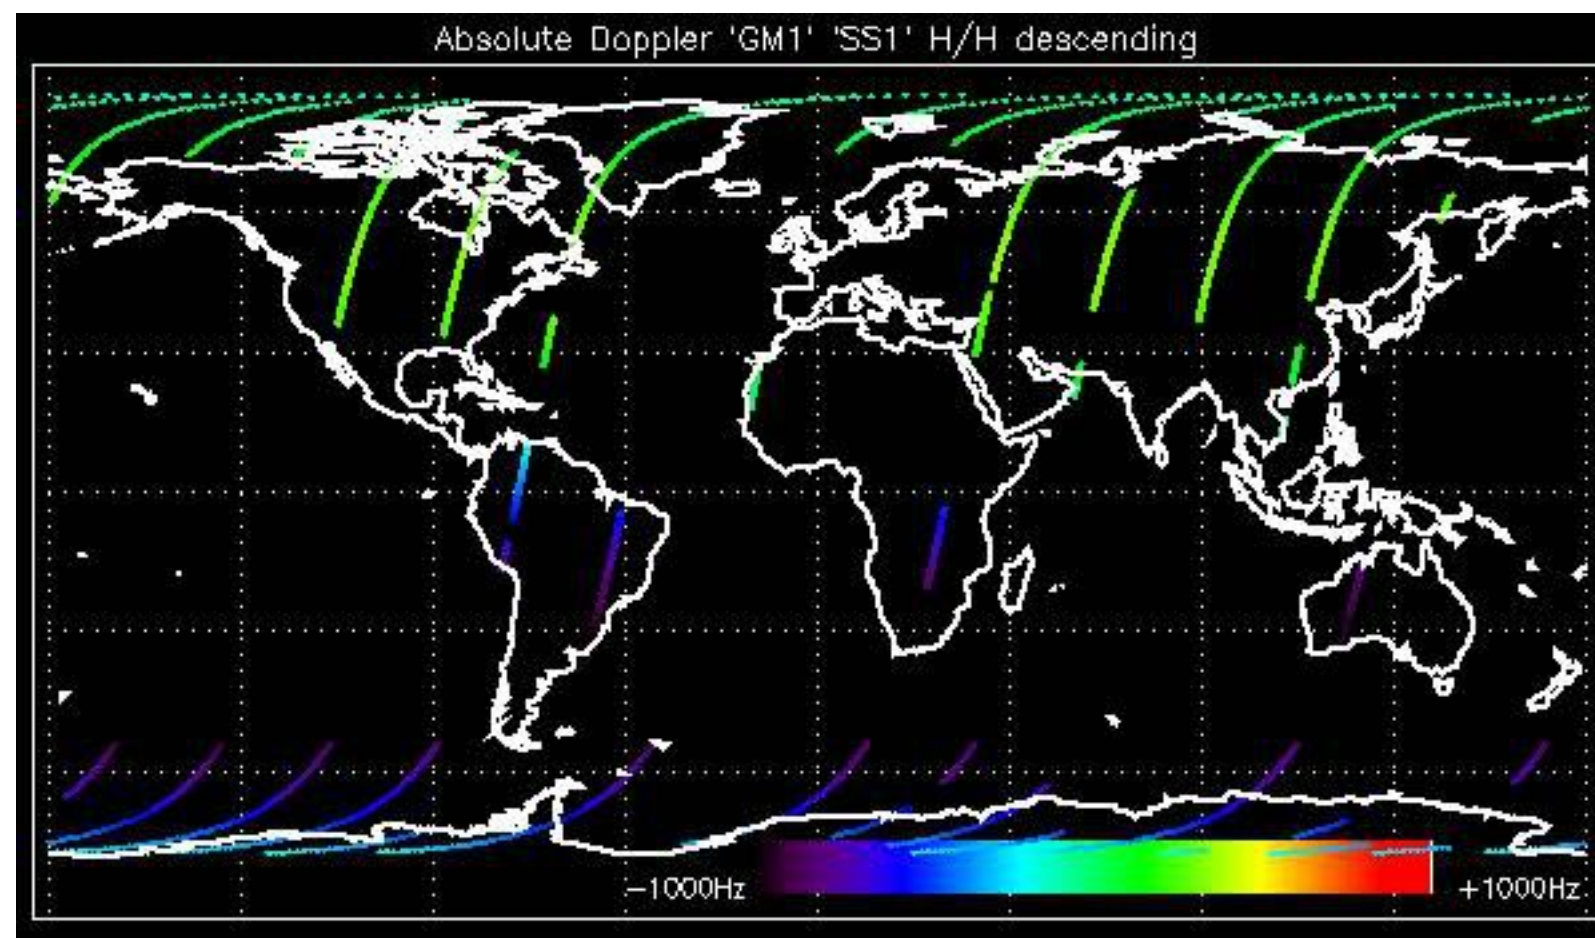 Absolute Doppler 'GM1' 'SS1' H/H descending
−1000Hz
+1000Hz